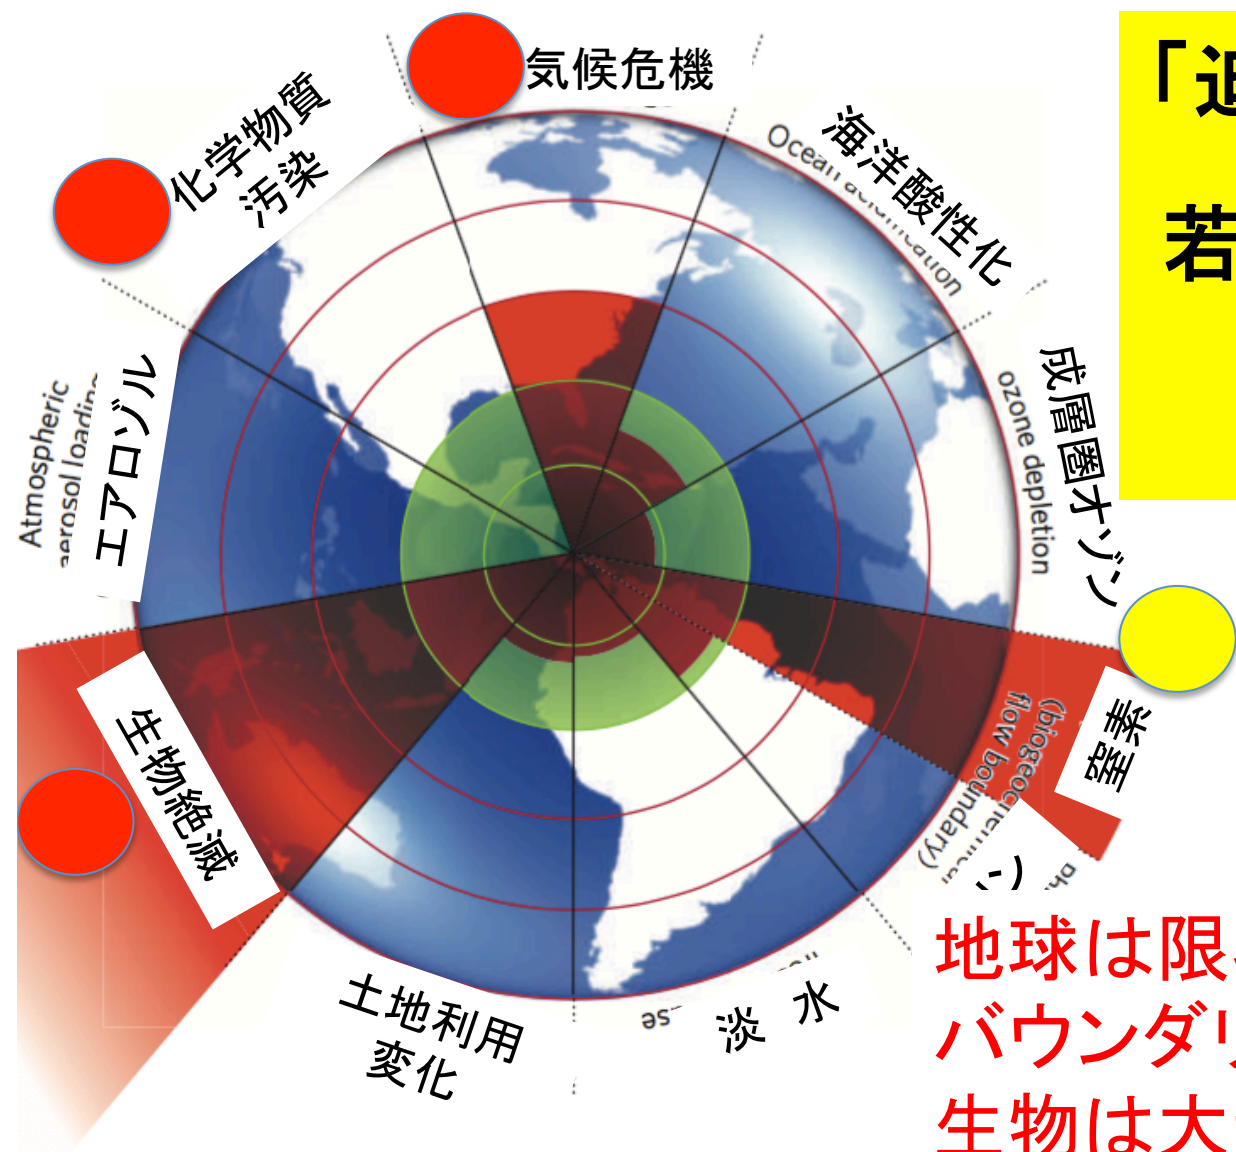 気候危機
化学物質
汚染
海洋酸性化
Ocean
成層圏オゾン
ozone depletion
Atmospheric
aerosol loading
エアロゾル
生物絶滅
窒素
(biogeochemical
flow boundary)
土地利用
変化
淡 水
若
地球は限
バウンダリ
生物は大